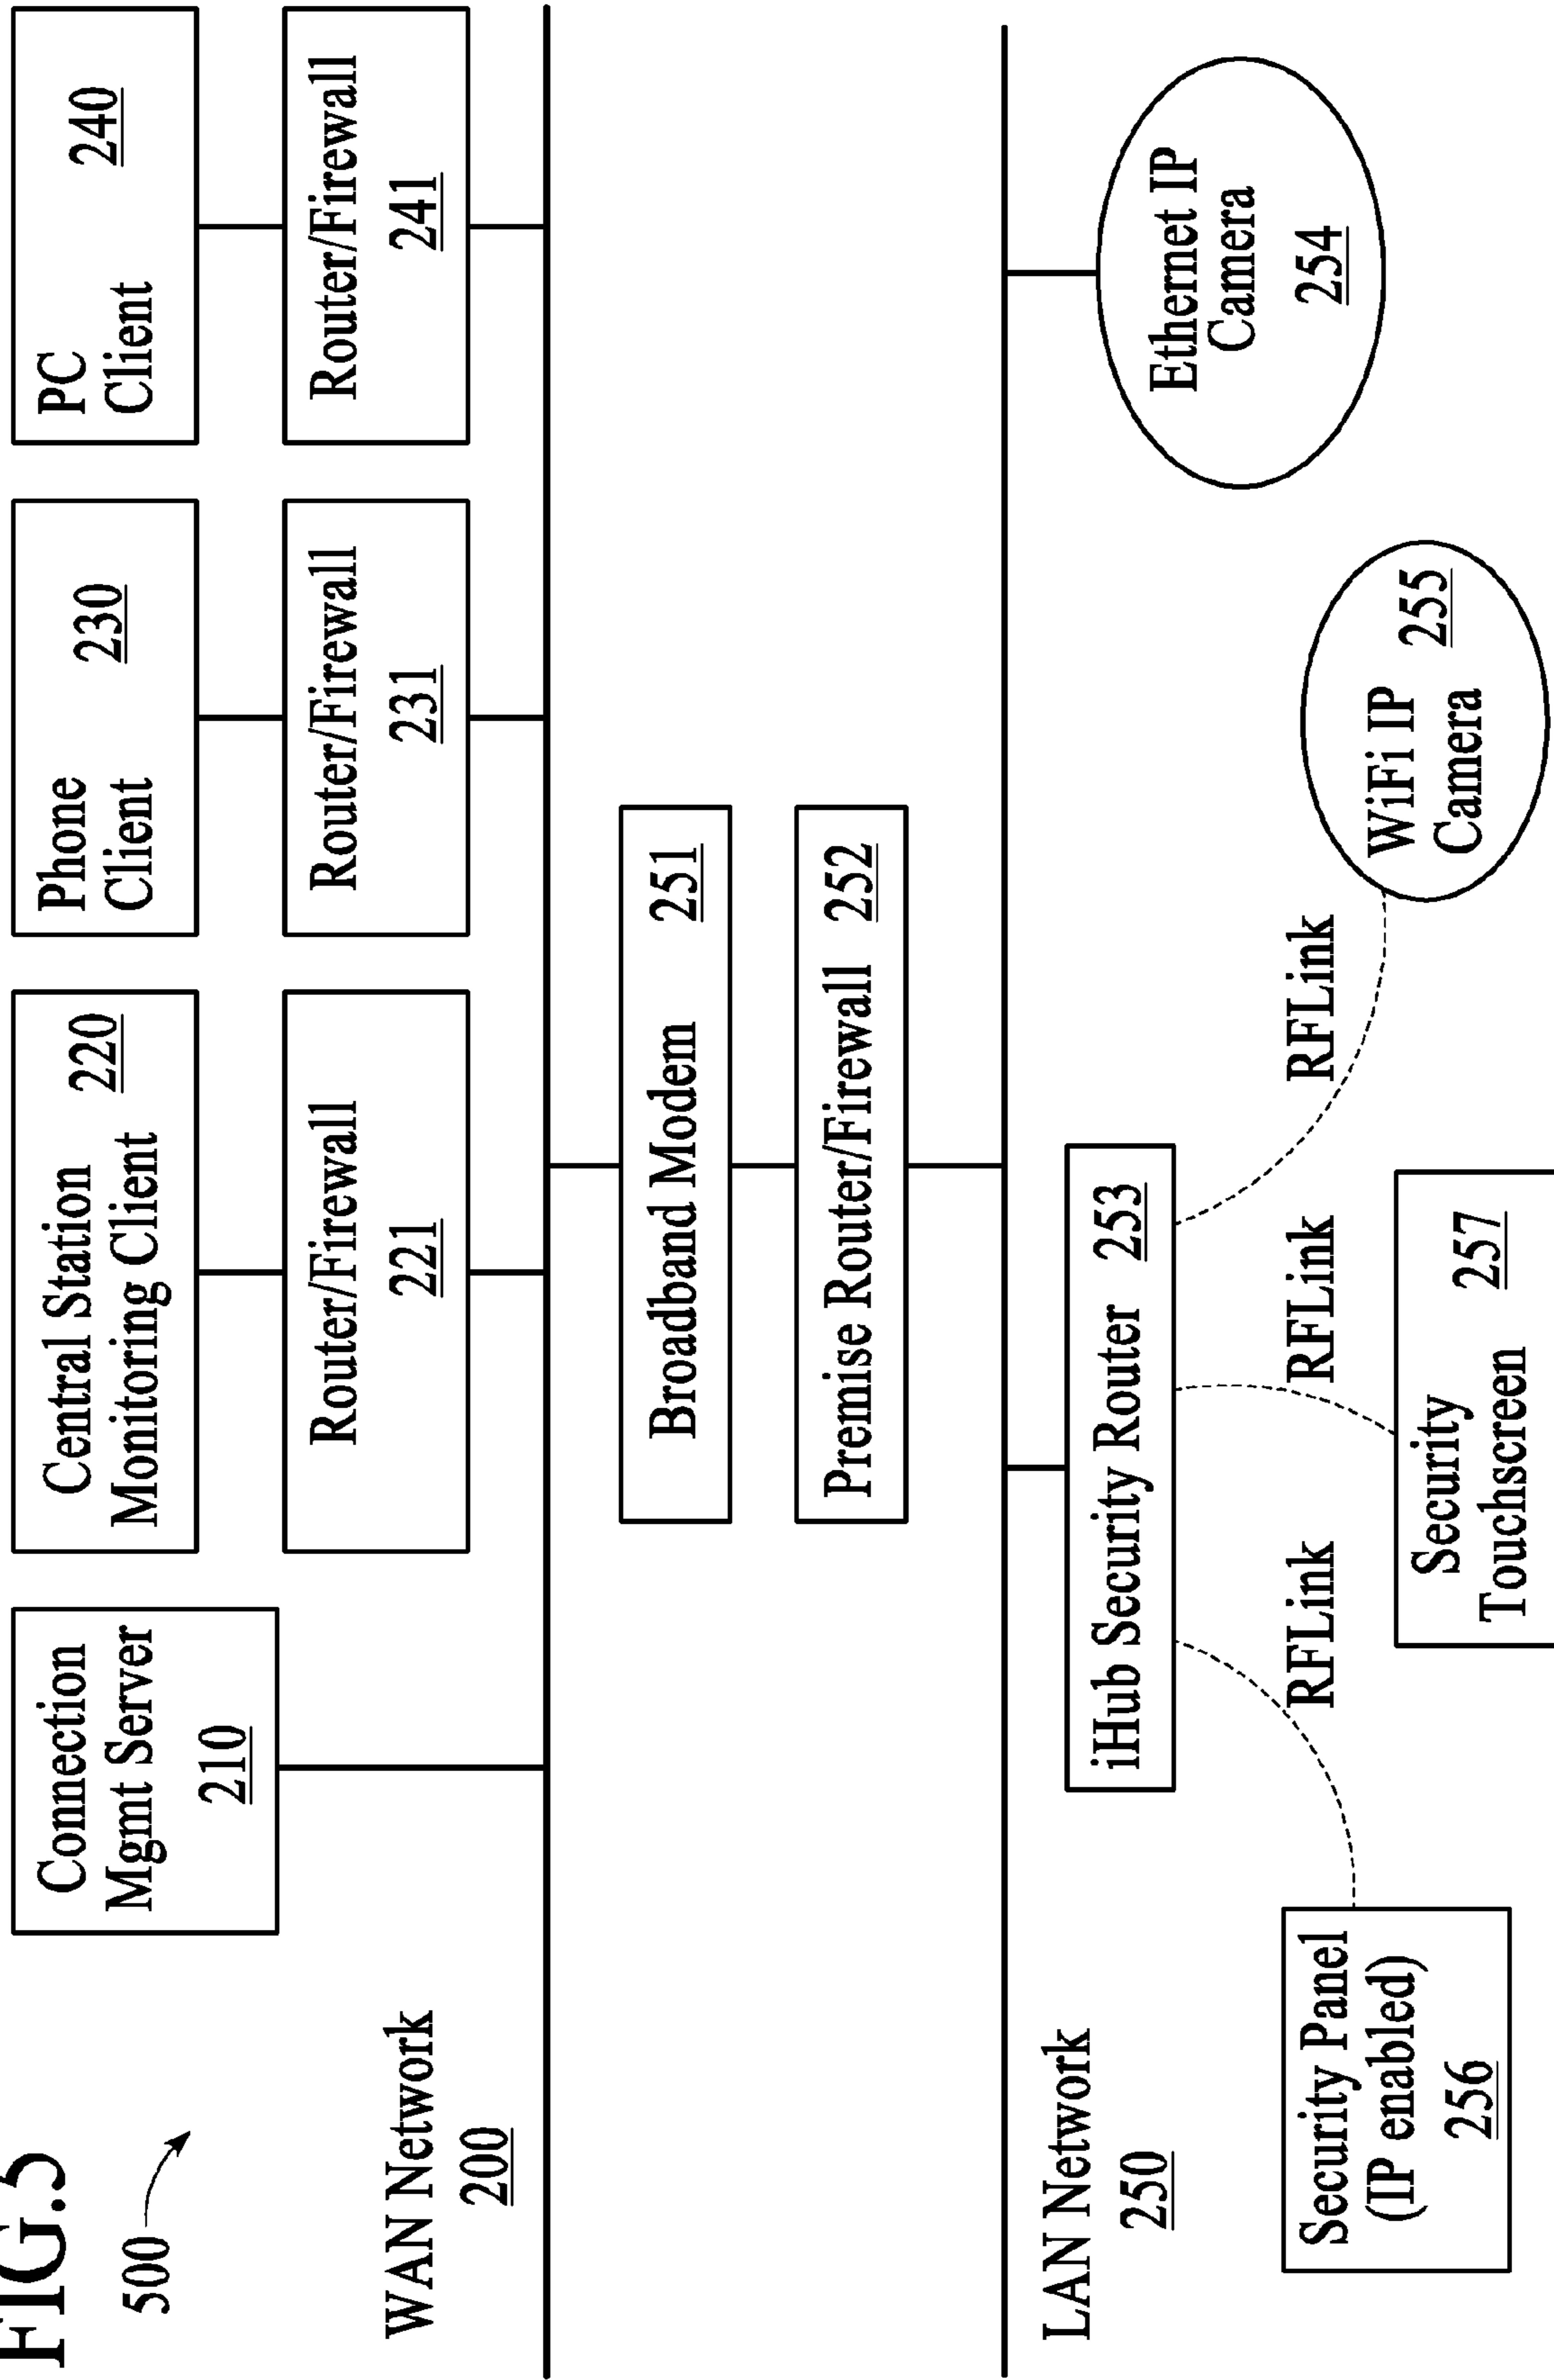 FIG.5
500
Connection
Mgmt Server
210
Central Station
Monitoring Client
220
Phone
Client
230
PC
Client
240
Router/Firewall
221
Router/Firewall
231
Router/Firewall
241
WAN Network
200
Broadband Modem 251
Premise Router/Firewall 252
LAN Network
250
iHub Security Router 253
Ethernet IP
Camera
254
RFLink
RFLink
RFLink
Security Panel
(IP enabled)
256
Security
Touchscreen
257
WiFi IP
Camera
255